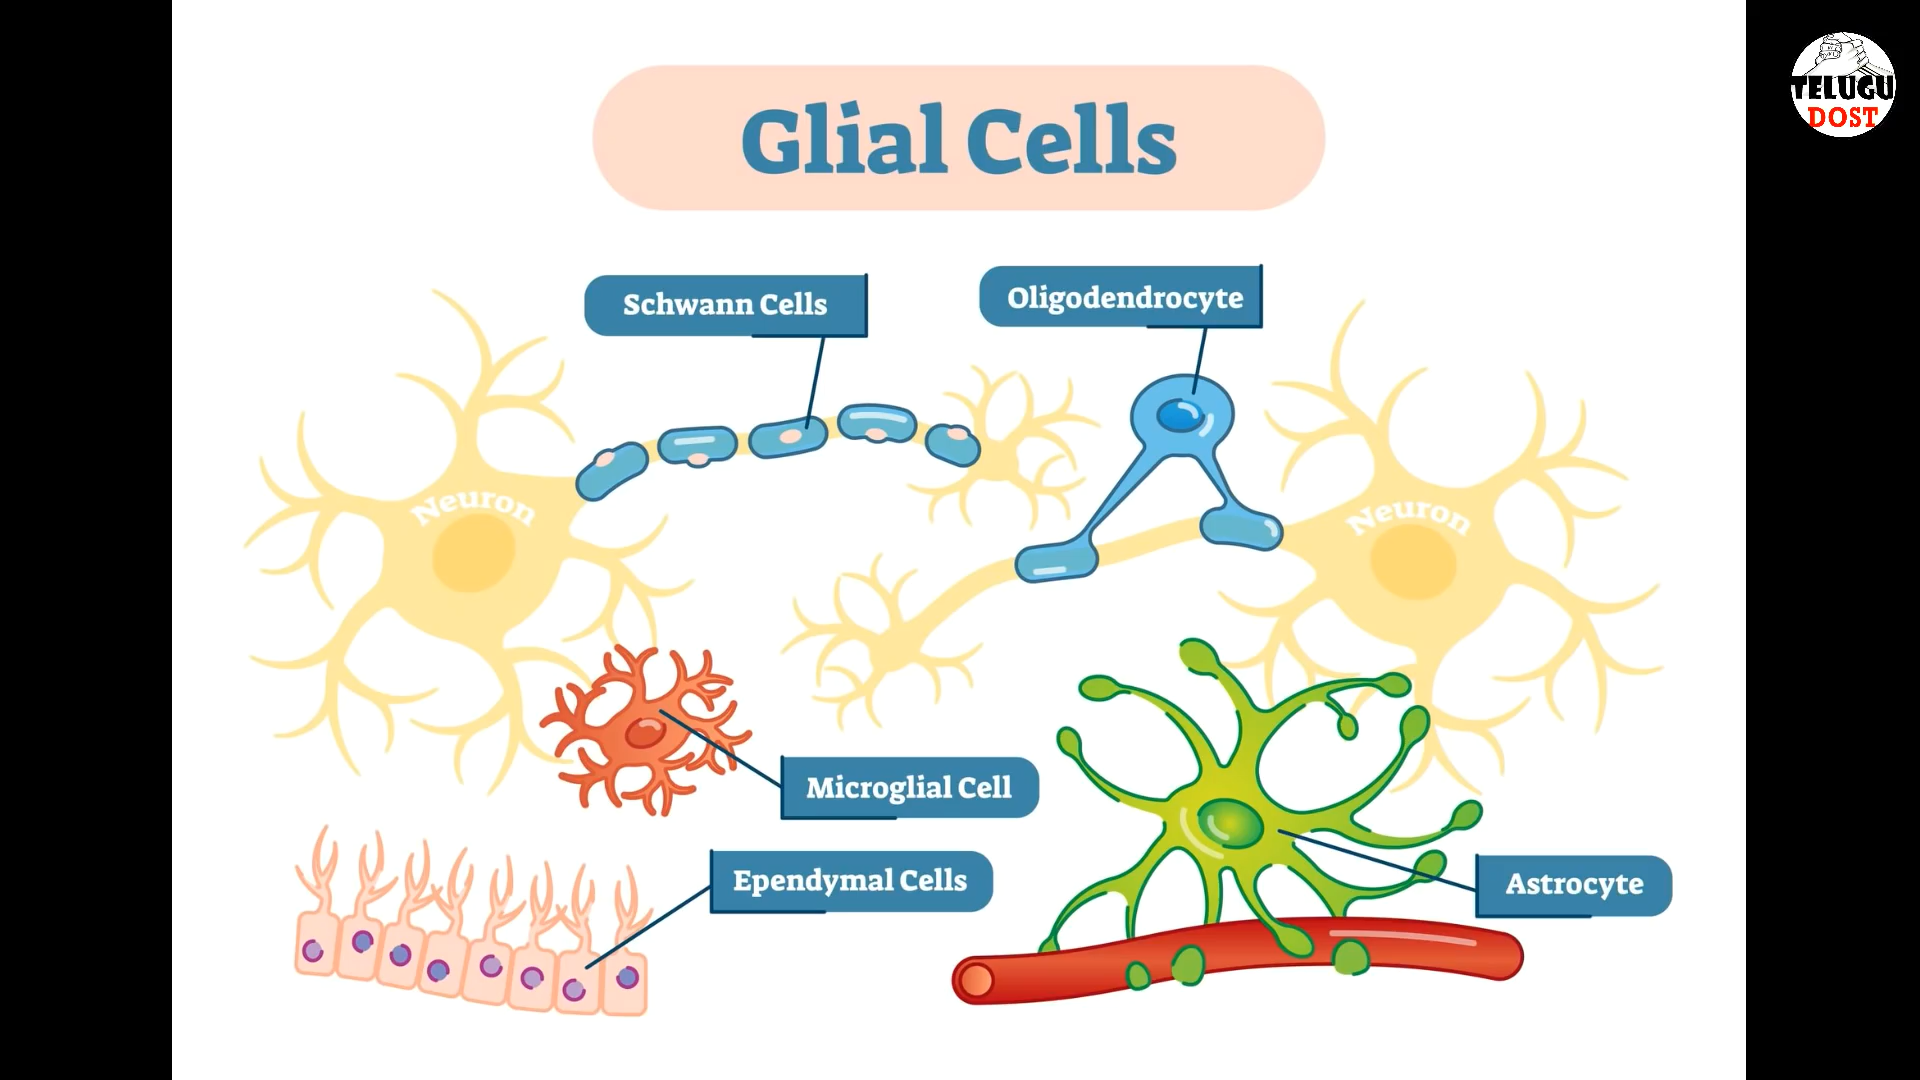 Glial Cells
TELUGU
DOST
Schwann Cells
Oligodendrocyte
Neuron
Neuron
Microglial Cell
Ependymal Cells
Astrocyte